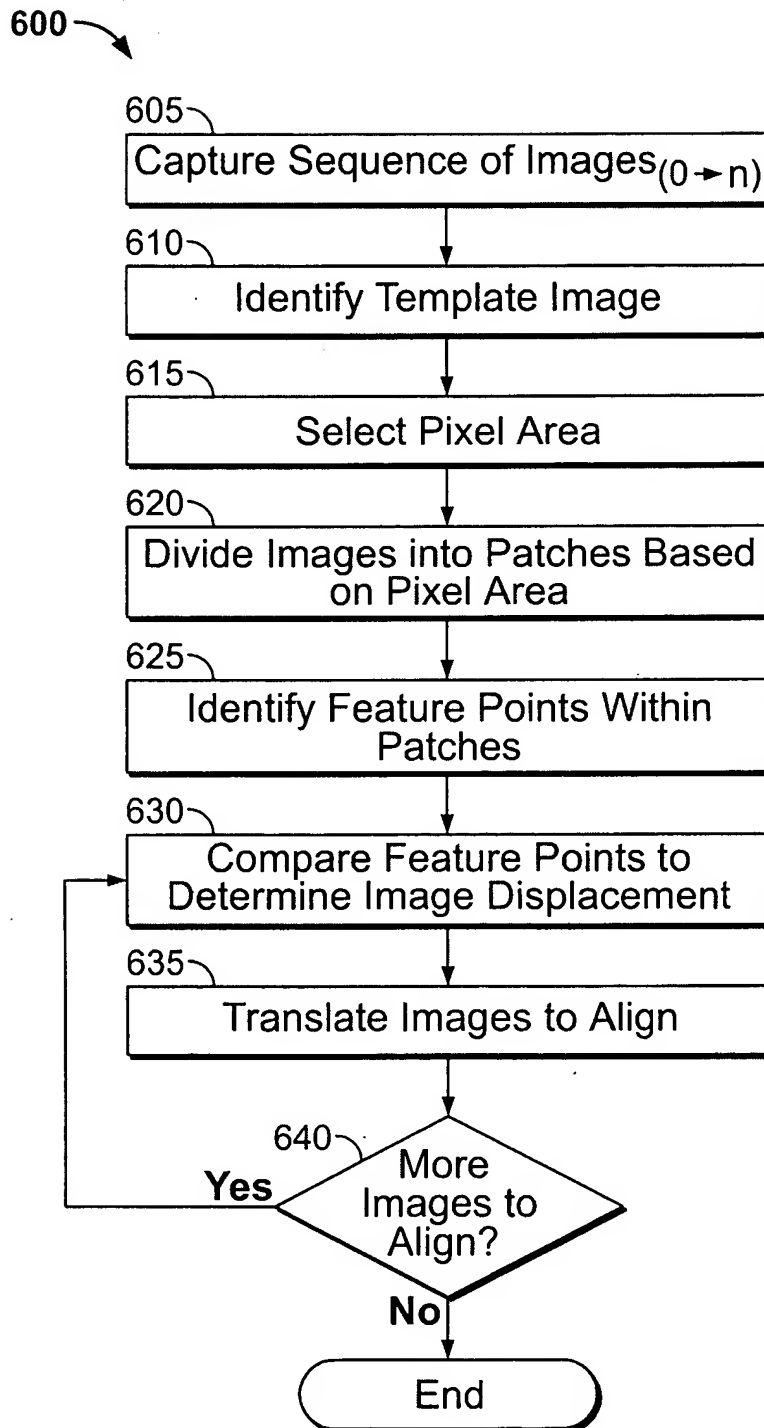 600
605
Capture Sequence of Images(0→n)
610
Identify Template Image
615
Select Pixel Area
620
Divide Images into Patches Based
on Pixel Area
625
Identify Feature Points Within
Patches
630
Compare Feature Points to
Determine Image Displacement
635
Translate Images to Align
640
More
Images to
Align?
Yes
No
End